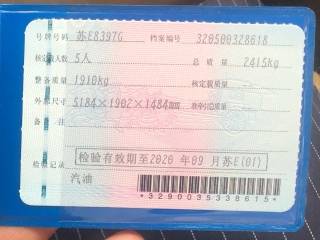 号牌号码 苏E8397G 档案编号 320500328618
核定载人数 5人 总质量 2415kg
整备质量 1910kg 核定载质量 --
外廓尺寸 5184×1902×1484mm 准牵引总质量 --
备注
检验记录 检验有效期至2020年09月苏E(01)
汽油
*3290035338615*